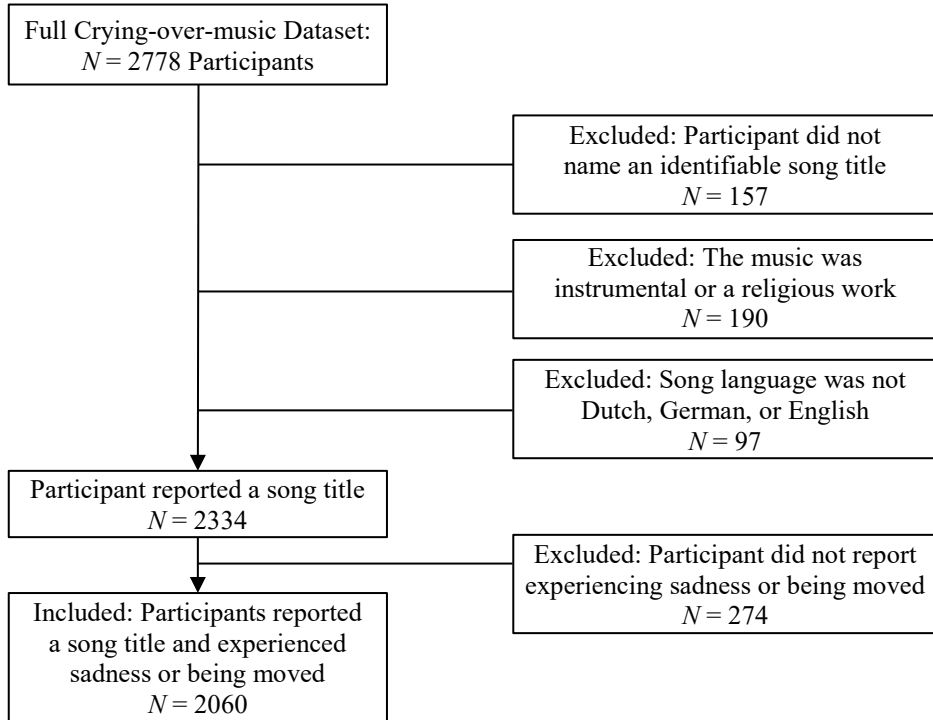 Full Crying-over-music Dataset:
N = 2778 Participants
Excluded: Participant did not
name an identifiable song title
N = 157
Excluded: The music was
instrumental or a religious work
N = 190
Excluded: Song language was not
Dutch, German, or English
N = 97
Participant reported a song title
N = 2334
Excluded: Participant did not report
experiencing sadness or being moved
N = 274
Included: Participants reported
a song title and experienced
sadness or being moved
N = 2060